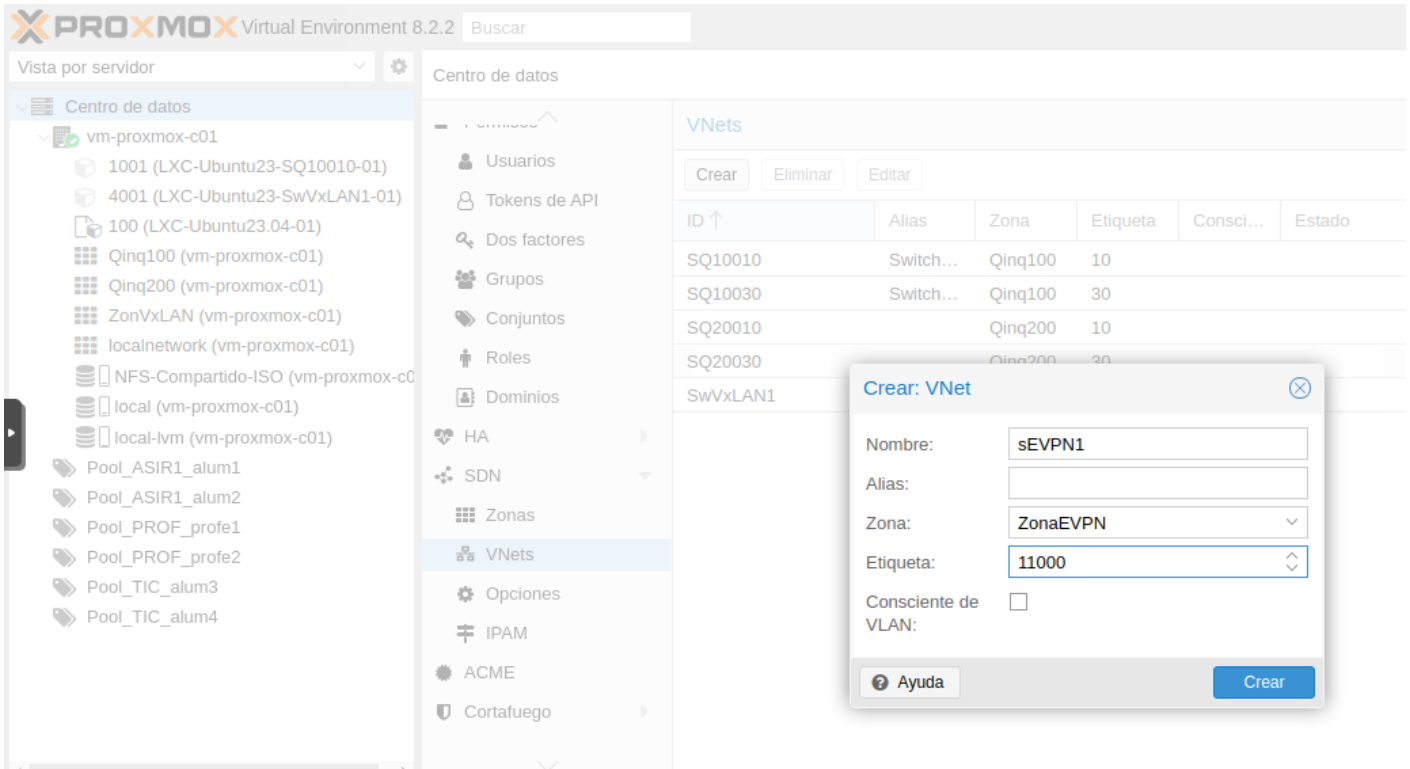 PROXMOX Virtual Environment 8.2.2 Buscar
Vista por servidor
Centro de datos
vm-proxmox-c01
1001 (LXC-Ubuntu23-SQ10010-01)
4001 (LXC-Ubuntu23-SwVxLAN1-01)
100 (LXC-Ubuntu23.04-01)
Qinq100 (vm-proxmox-c01)
Qinq200 (vm-proxmox-c01)
ZonVxLAN (vm-proxmox-c01)
localnetwork (vm-proxmox-c01)
NFS-Compartido-ISO (vm-proxmox-c0
local (vm-proxmox-c01)
local-lvm (vm-proxmox-c01)
Pool_ASIR1_alum1
Pool_ASIR1_alum2
Pool_PROF_profe1
Pool_PROF_profe2
Pool_TIC_alum3
Pool_TIC_alum4
Centro de datos
Permisos
Usuarios
Tokens de API
Dos factores
Grupos
Conjuntos
Roles
Dominios
HA
SDN
Zonas
VNets
Opciones
IPAM
ACME
Cortafuego
VNets
Crear Eliminar Editar
ID Alias Zona Etiqueta Consci... Estado
SQ10010 Switch... Qinq100 10
SQ10030 Switch... Qinq100 30
SQ20010 Qinq200 10
SQ20030 Qinq200 30
SwVxLAN1
Crear: VNet
Nombre: sEVPN1
Alias:
Zona: ZonaEVPN
Etiqueta: 11000
Consciente de
VLAN:
Ayuda Crear